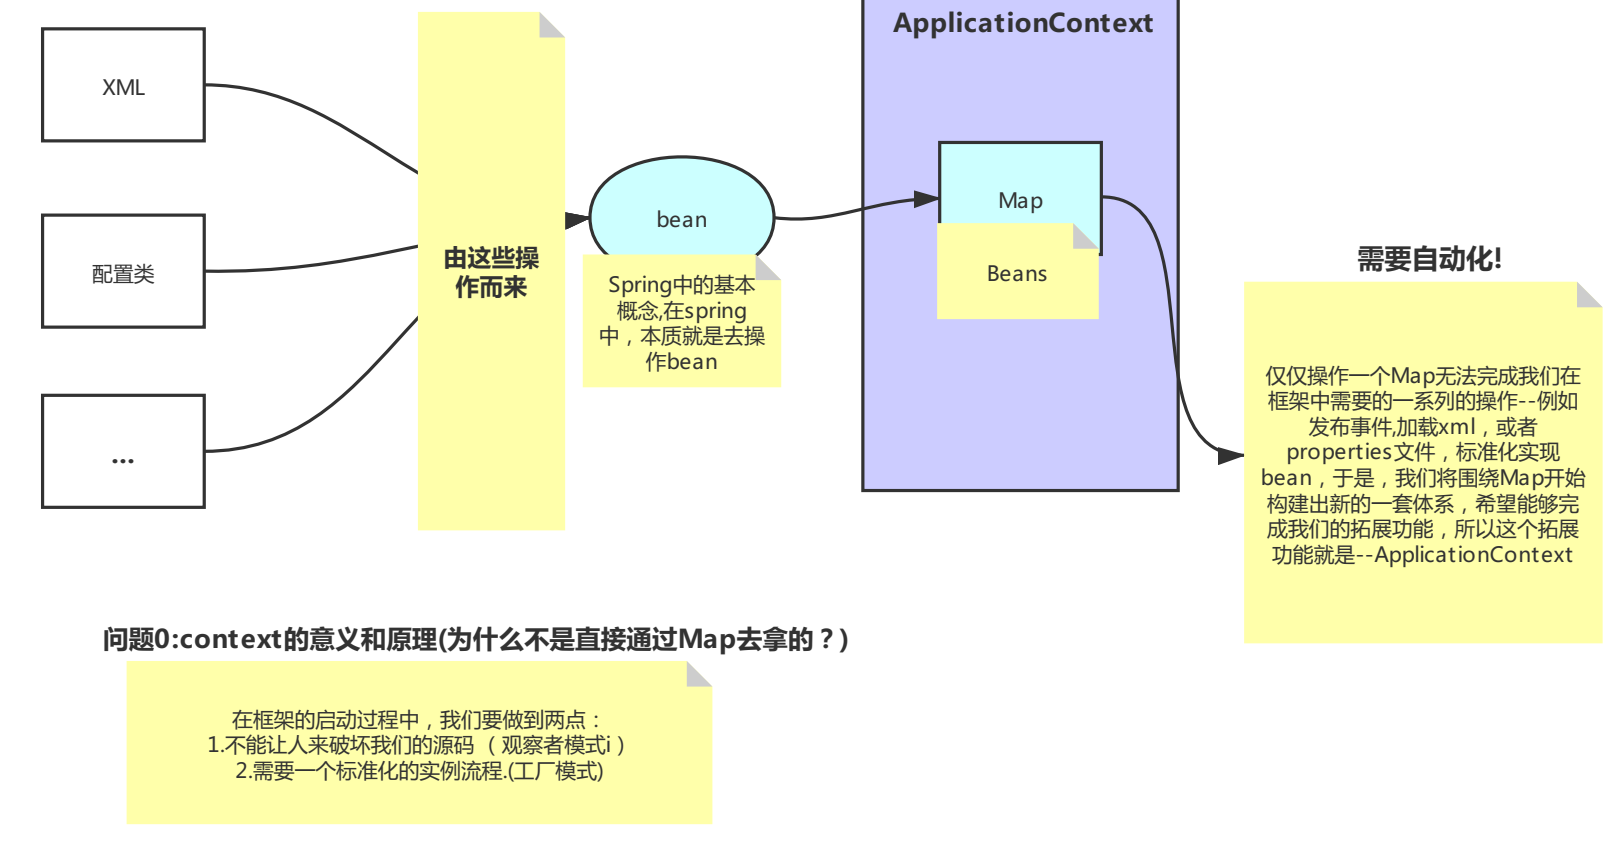 ApplicationContext
XML
配置类
...
由这些操
作而来
bean
Spring中的基本
概念,在spring
中，本质就是去操
作bean
Map
Beans
需要自动化!
仅仅操作一个Map无法完成我们在
框架中需要的一系列的操作--例如
发布事件,加载xml，或者
properties文件，标准化实现
bean，于是，我们将围绕Map开始
构建出新的一套体系，希望能够完
成我们的拓展功能，所以这个拓展
功能就是--ApplicationContext
问题0:context的意义和原理(为什么不是直接通过Map去拿的？)
在框架的启动过程中，我们要做到两点：
1.不能让人来破坏我们的源码 （观察者模式i）
2.需要一个标准化的实例流程.(工厂模式)